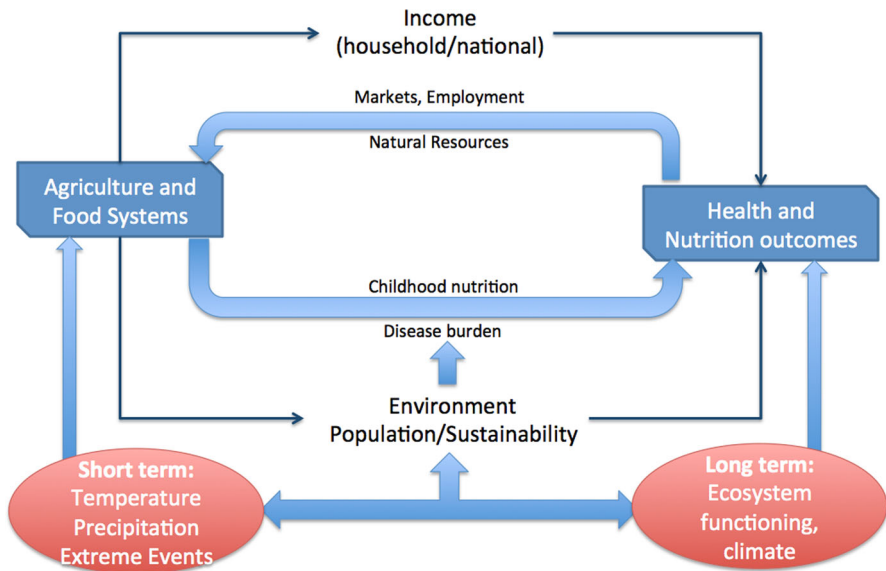 Income
(household/national)
Markets, Employment
Natural Resources
Agriculture and
Food Systems
Health and
Nutrition outcomes
Childhood nutrition
Disease burden
Environment
Population/Sustainability
Short term:
Temperature
Precipitation
Extreme Events
Long term:
Ecosystem
functioning,
climate